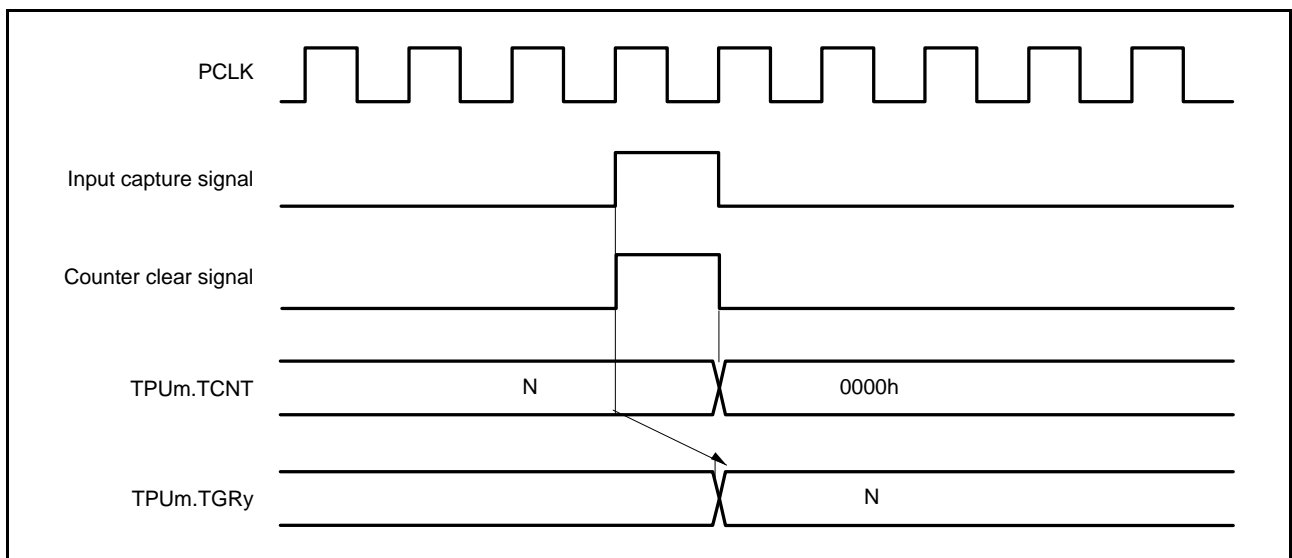 PCLK
Input capture signal
Counter clear signal
TPUm.TCNT N 0000h
TPUm.TGRy N